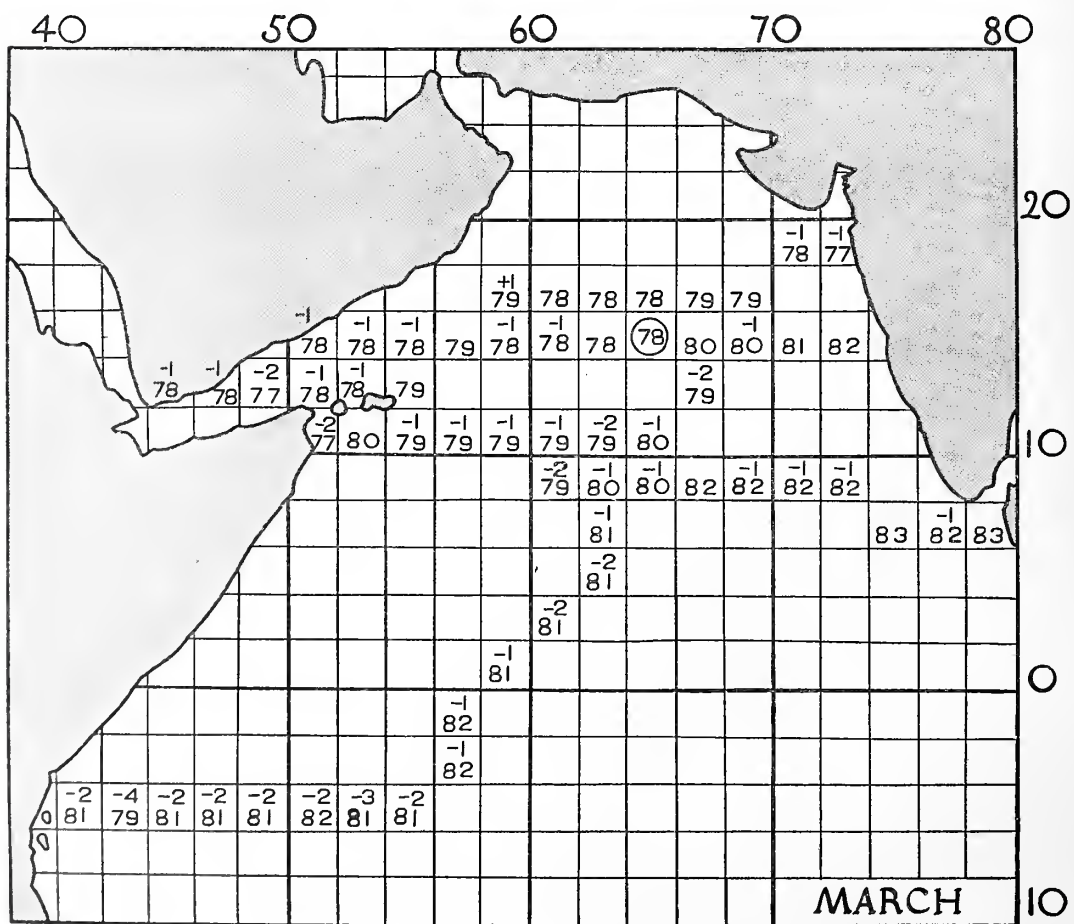 40 50 60 70 80
20
-1 -1
78 77
+1
79 78 78 78 79 79
-1 -1 -1 -1 -1 -1
78 78 78 79 78 78 78 78 80 80 81 82
-1 -1 -2 -1 -1 -2
78 78 77 78 78 79 79
-2 -1 -1 -1 -1 -2 -1
77 80 79 79 79 79 79 80
10
-2 -1 -1 -1 -1 -1
79 80 80 82 82 82 82
-1 -1
81 83 82 83
-2
81
-2
81
-1
81
0
-1
82
-1
82
-2 -4 -2 -2 -2 -2 -3 -2
81 79 81 81 81 82 81 81
MARCH 10